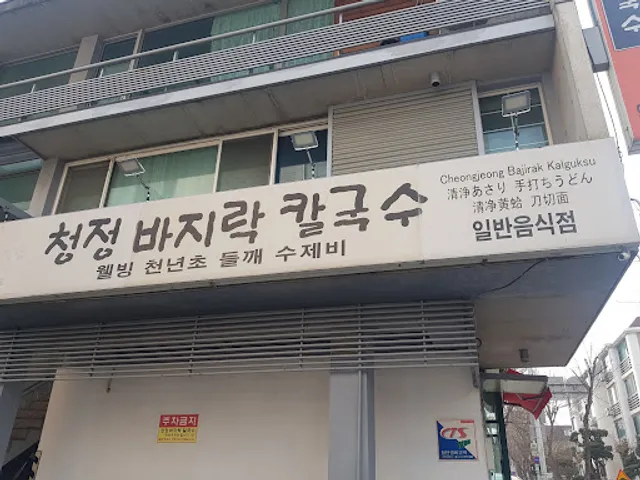 청정 바지락 칼국수
웰빙 천년초 들깨 수제비
Cheongjeong Bajirak Kalguksu
清浄あさり 手打ちうどん
清净黄蛤 刀切面
일반음식점
주차금지